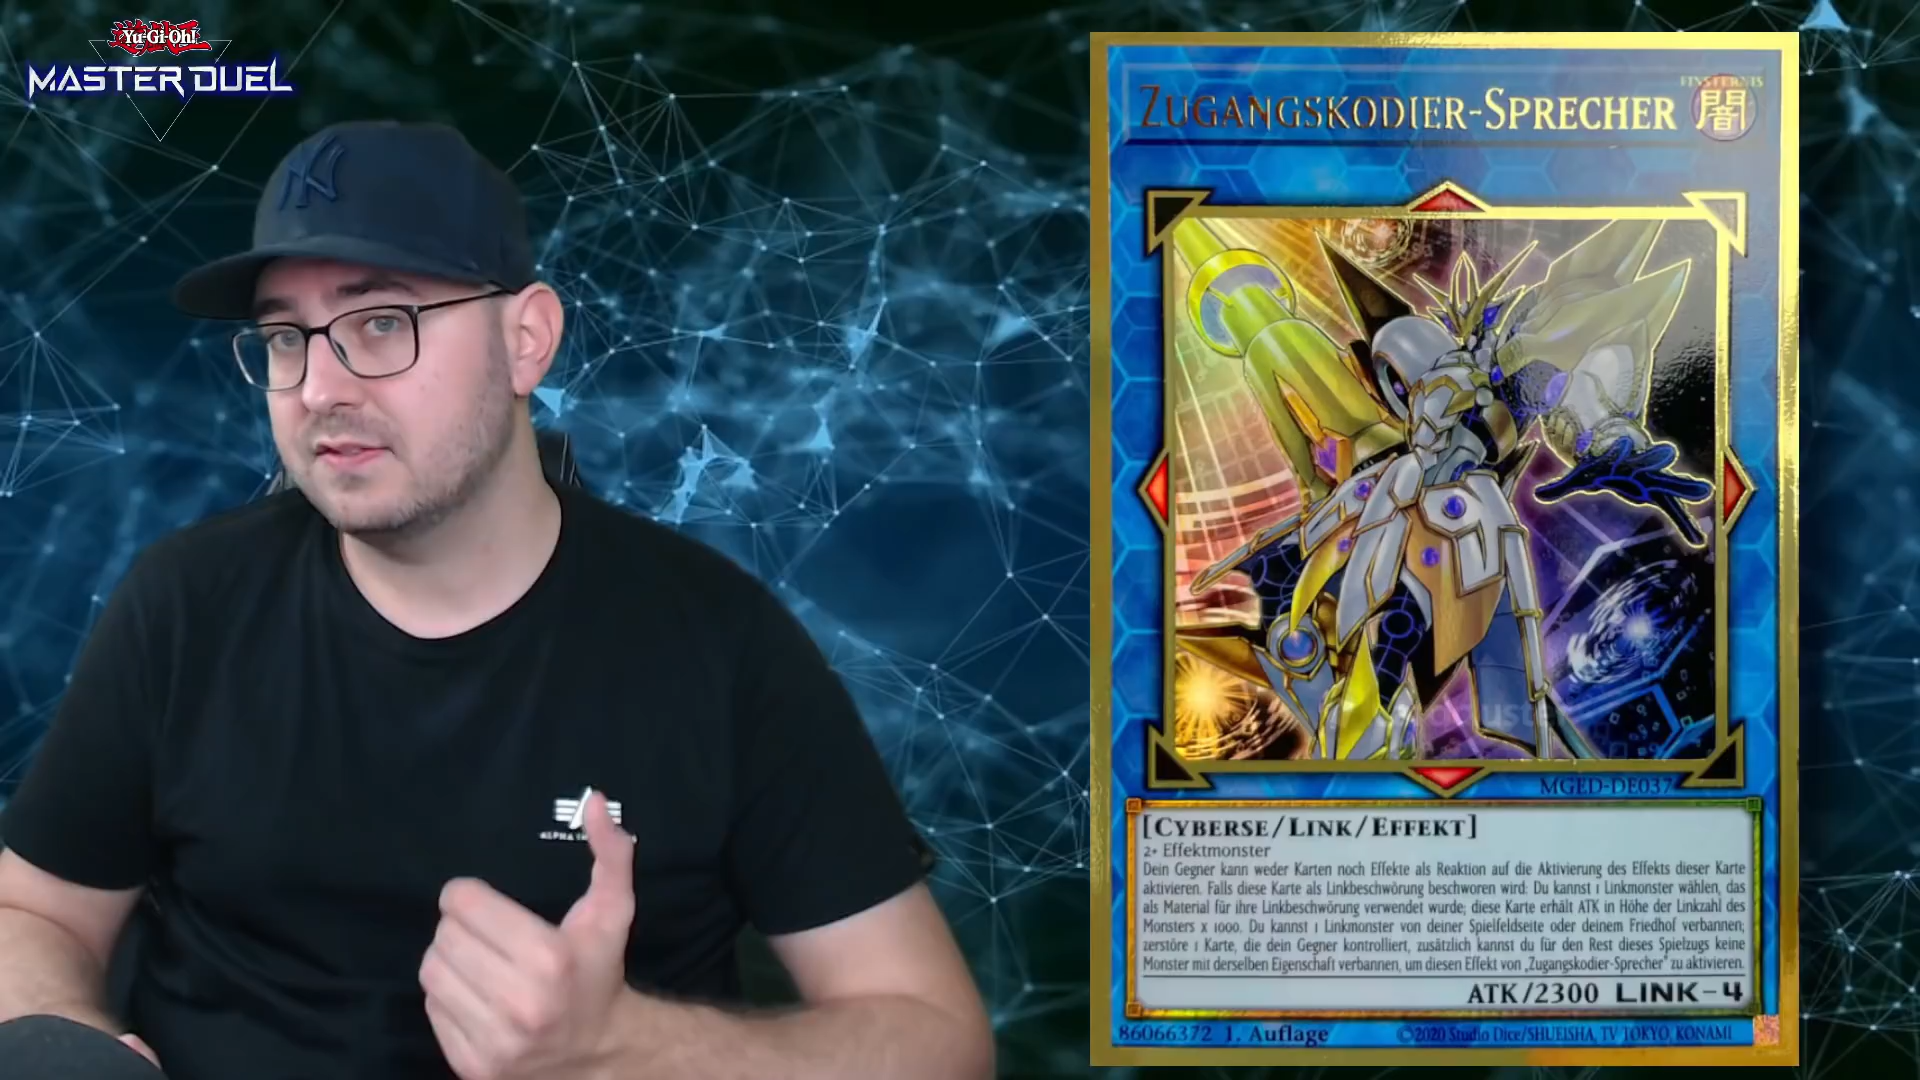 Yu-Gi-Oh!
MASTER DUEL
NY
ZUGANGSKODIER-SPRECHER
FINSTERNIS
闇
MGED-DE037
[CYBERSE/LINK/EFFEKT]
2+ Effektmonster
Dein Gegner kann weder Karten noch Effekte als Reaktion auf die Aktivierung des Effekts dieser Karte
aktivieren. Falls diese Karte als Linkbeschwörung beschworen wird: Du kannst 1 Linkmonster wählen, das
als Material für ihre Linkbeschwörung verwendet wurde; diese Karte erhält ATK in Höhe der Linkzahl des
Monsters x 1000. Du kannst 1 Linkmonster von deiner Spielfeldseite oder deinem Friedhof verbannen;
zerstöre 1 Karte, die dein Gegner kontrolliert, zusätzlich kannst du für den Rest dieses Spielzugs keine
Monster mit derselben Eigenschaft verbannen, um diesen Effekt von „Zugangskodier-Sprecher“ zu aktivieren.
ATK/2300 LINK-4
86066372 1. Auflage ©2020 Studio Dice/SHUEISHA, TV TOKYO, KONAMI